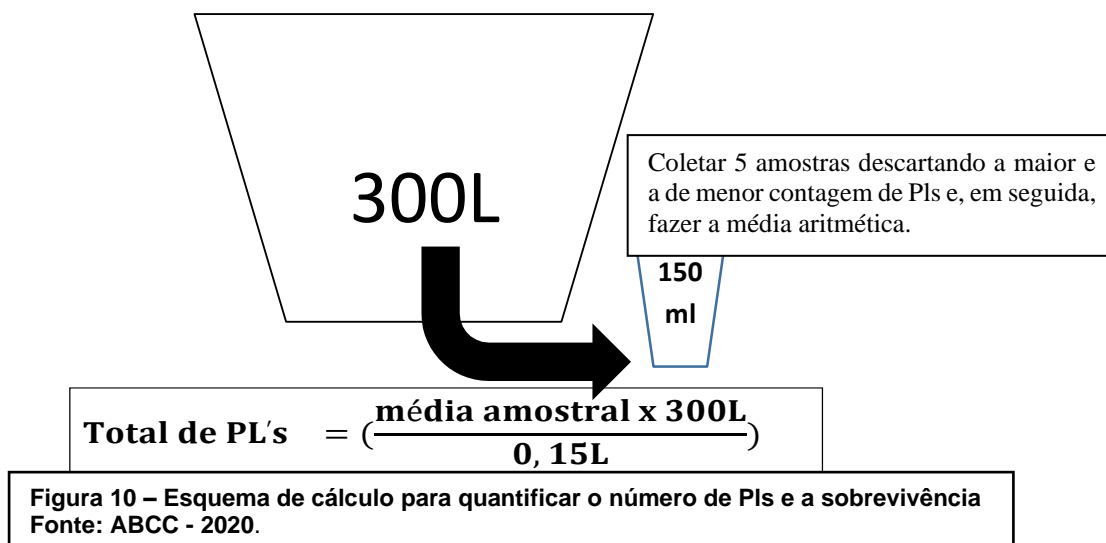 300L
Coletar 5 amostras descartando a maior e
a de menor contagem de Pls e, em seguida,
fazer a média aritmética.
150
ml
Total de PL's = (média amostral x 300L
0, 15L)
Figura 10 – Esquema de cálculo para quantificar o número de Pls e a sobrevivência
Fonte: ABCC - 2020.